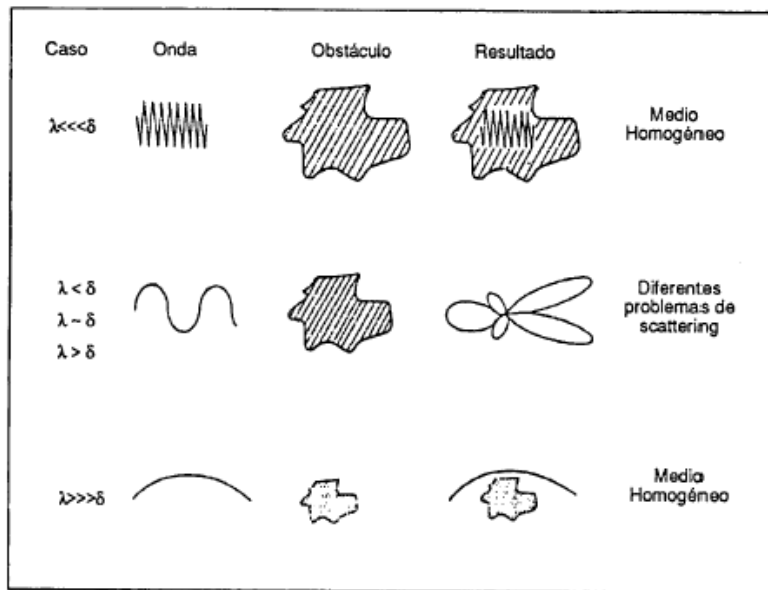 Caso Onda Obstáculo Resultado
λ<<<δ
Medio
Homogéneo
λ < δ
λ ~ δ
λ > δ
Diferentes
problemas de
scattering
λ>>>δ
Medio
Homogéneo